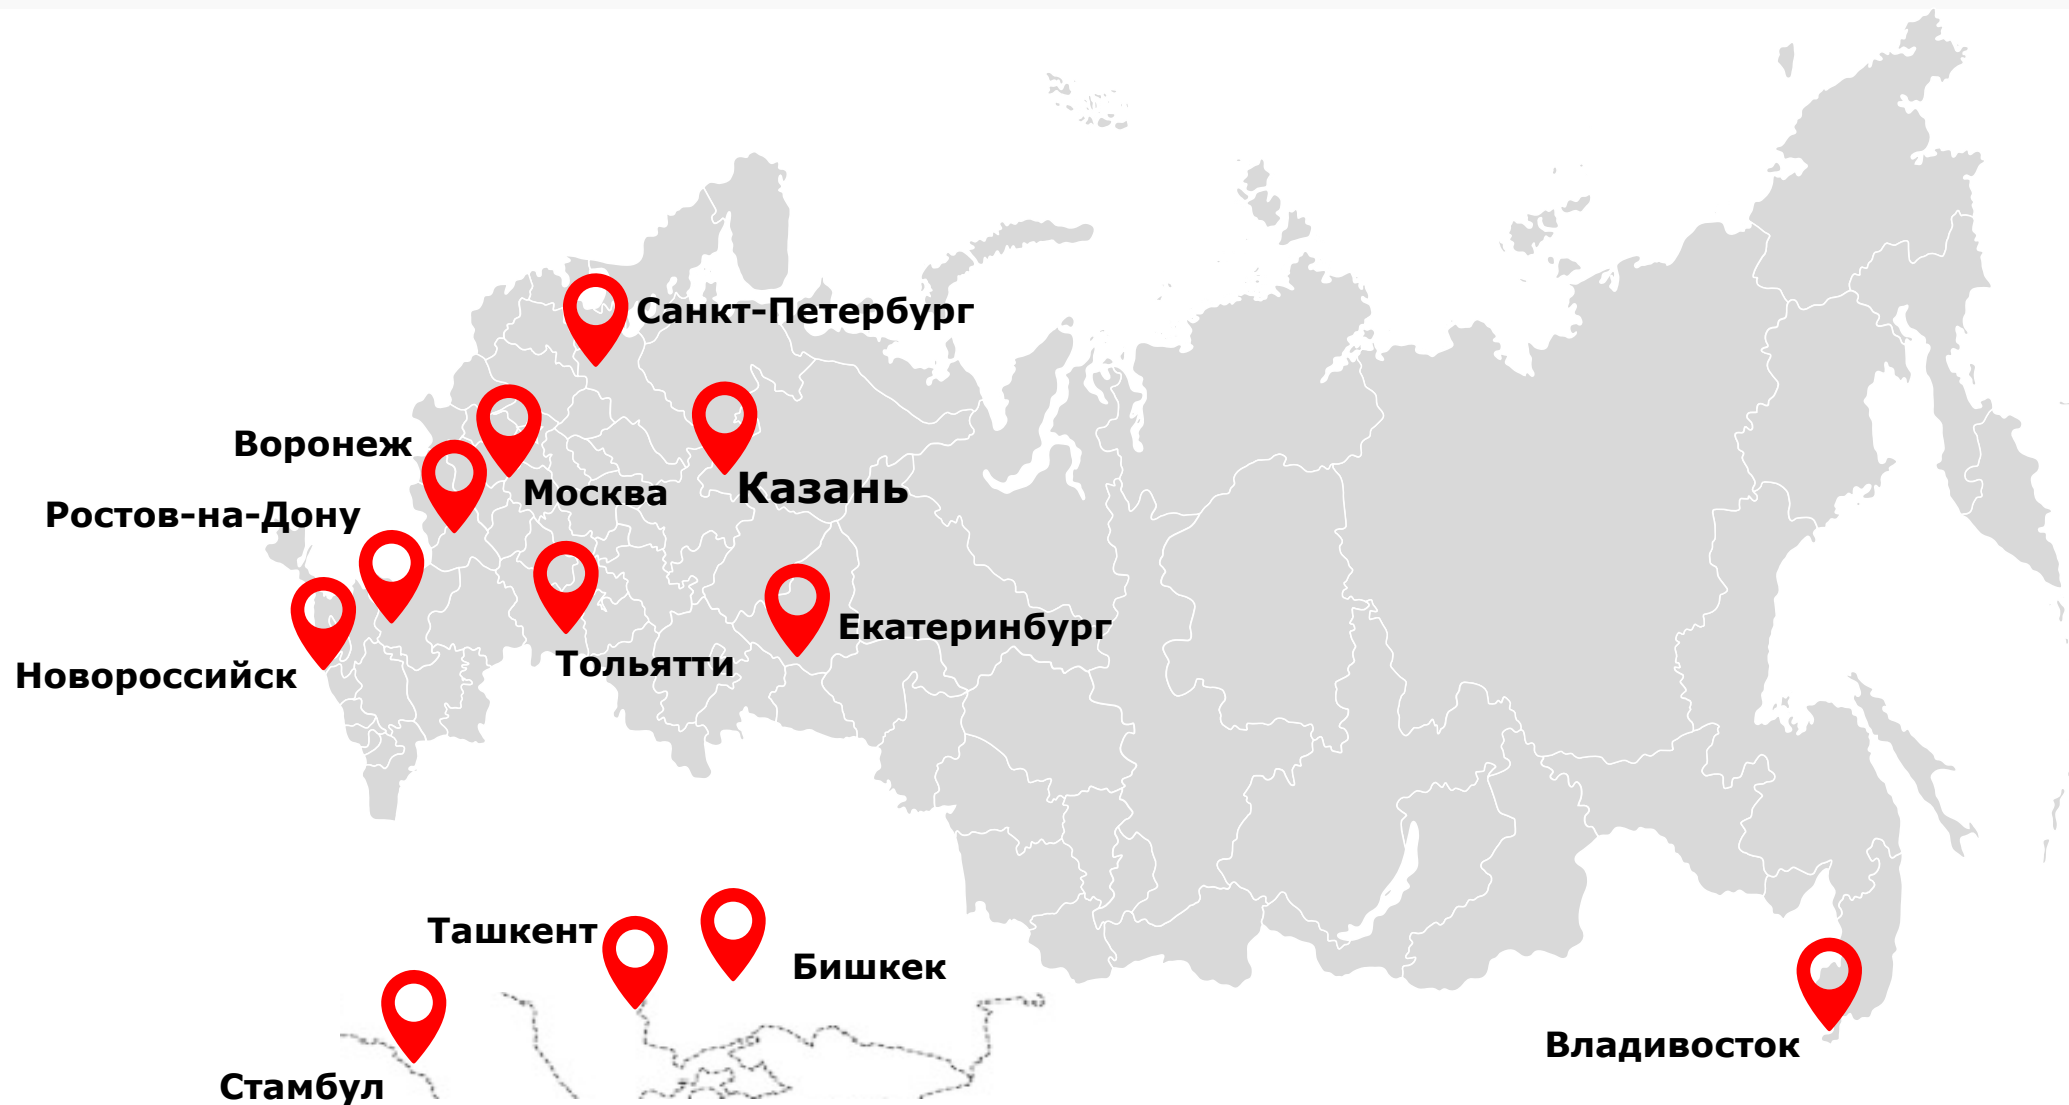 Санкт-Петербург
Воронеж
Москва
Казань
Ростов-на-Дону
Екатеринбург
Тольятти
Новороссийск
Ташкент
Бишкек
Владивосток
Стамбул